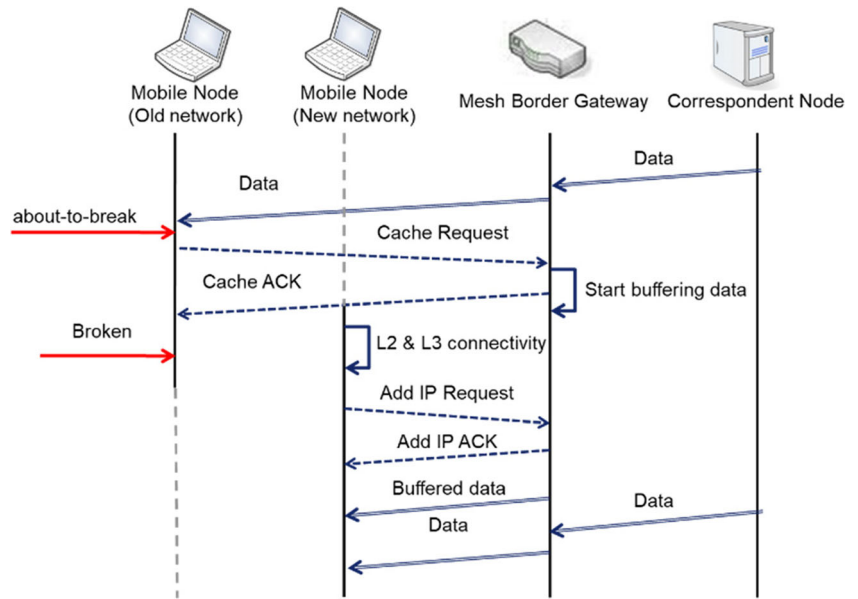 Mobile Node
(Old network)
Mobile Node
(New network)
Mesh Border Gateway
Correspondent Node
Data
Data
about-to-break
Cache Request
Cache ACK
Start buffering data
Broken
L2 & L3 connectivity
Add IP Request
Add IP ACK
Buffered data
Data
Data